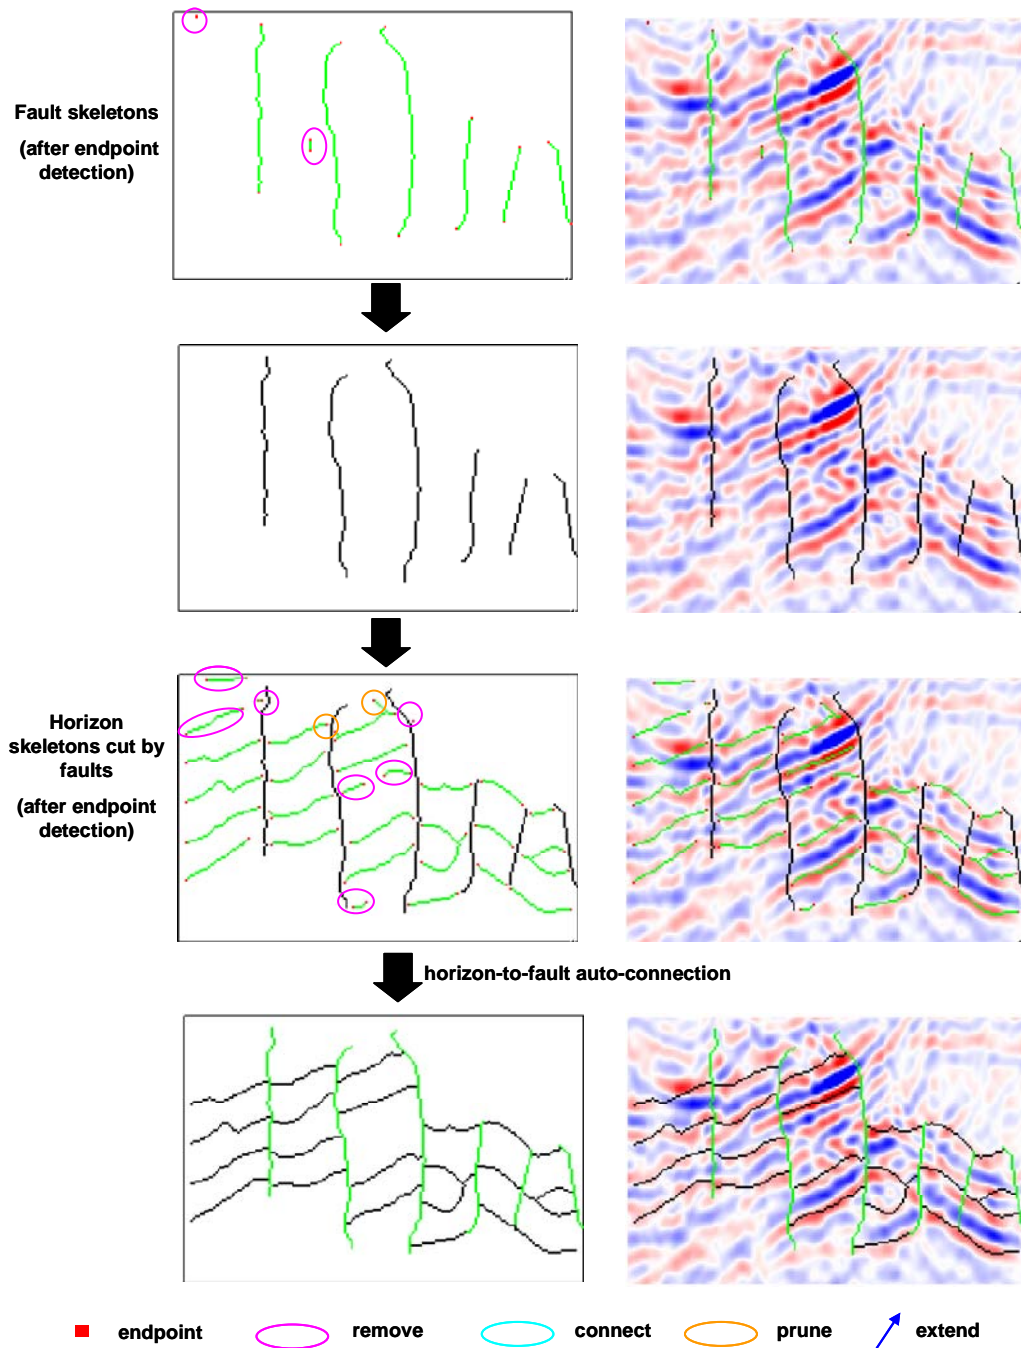 Fault skeletons
(after endpoint
detection)
Horizon
skeletons cut by
faults
(after endpoint
detection)
horizon-to-fault auto-connection
endpoint
remove
connect
prune
extend